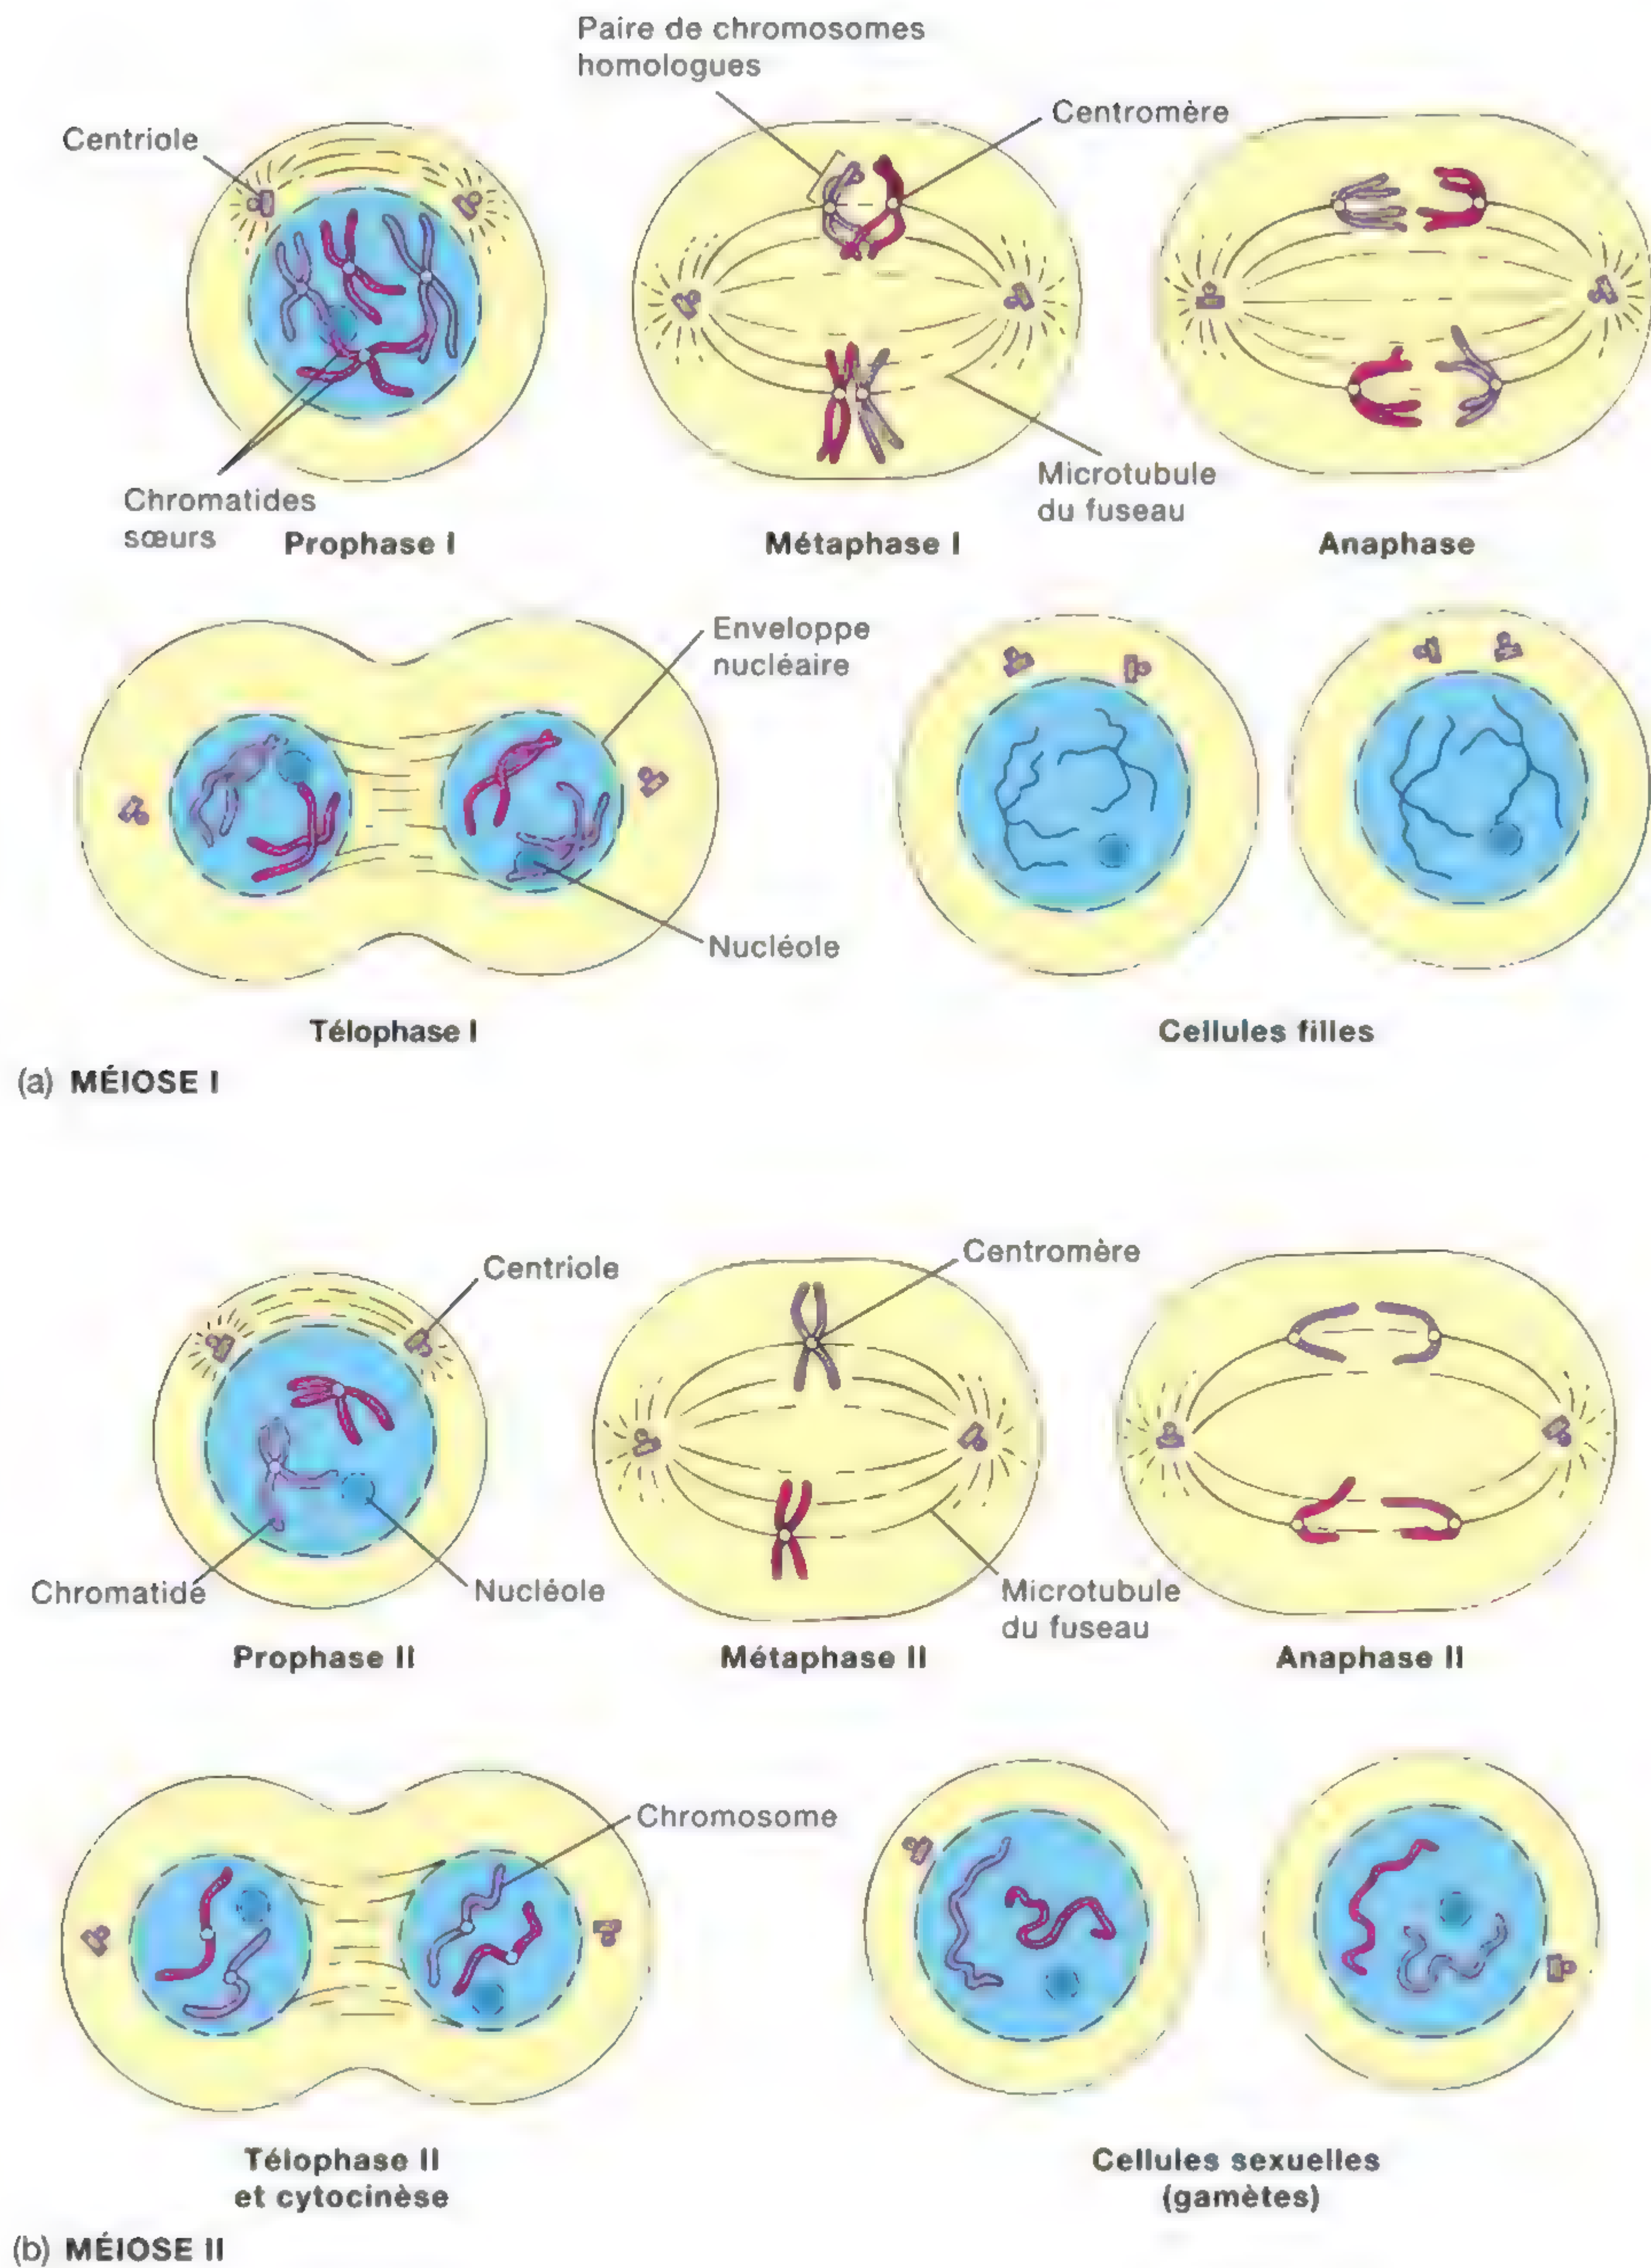 Paire de chromosomes
homologues
Centriole
Centromère
Chromatides
sœurs
Microtubule
du fuseau
Prophase I
Métaphase I
Anaphase
Enveloppe
nucléaire
Nucléole
Télophase I
Cellules filles
(a) MÉIOSE I
Centriole
Centromère
Chromatide
Nucléole
Microtubule
du fuseau
Prophase II
Métaphase II
Anaphase II
Chromosome
Télophase II
et cytocinèse
Cellules sexuelles
(gamètes)
(b) MÉIOSE II